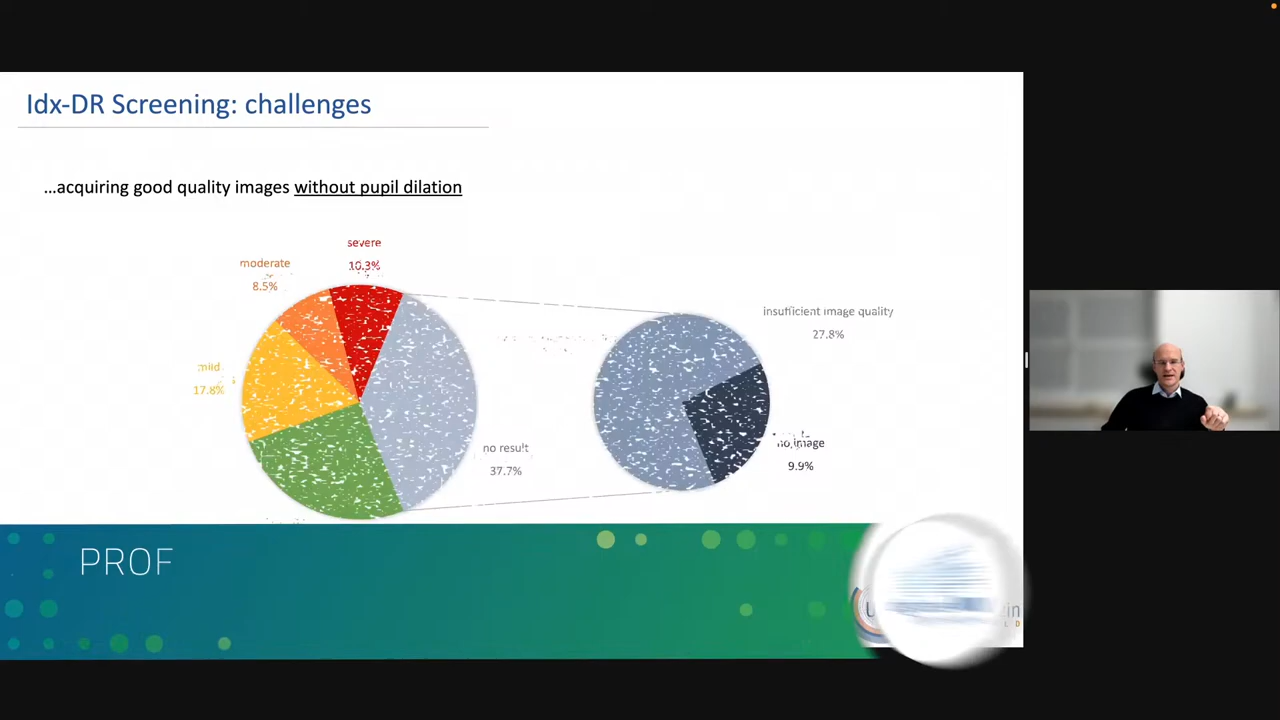 Idx-DR Screening: challenges
...acquiring good quality images without pupil dilation
severe
10.3%
moderate
8.5%
insufficient image quality
27.8%
mild
17.8%
no result
37.7%
no image
9.9%
PROF